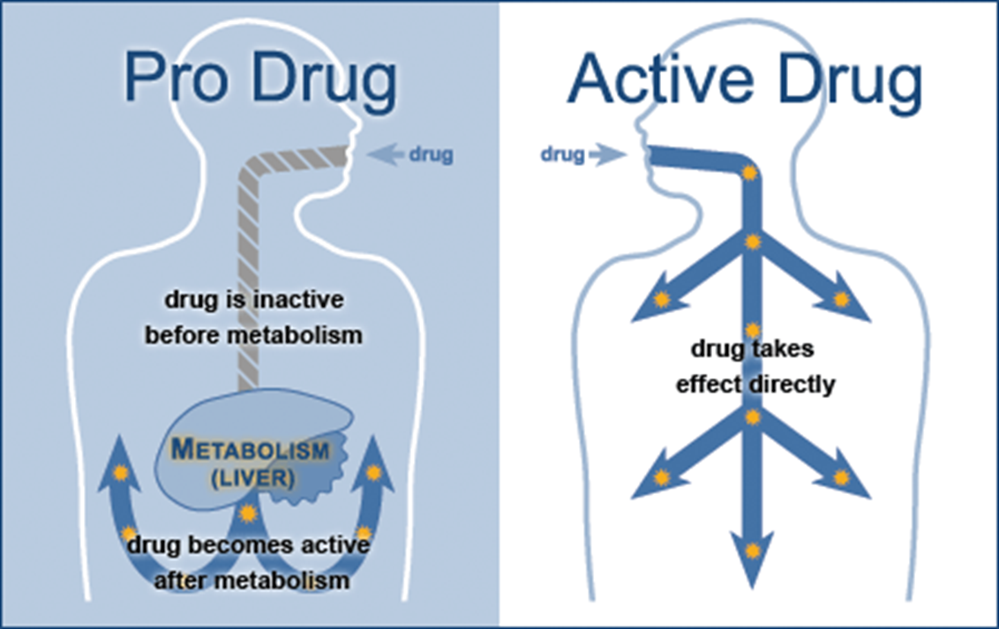 Pro Drug
drug
drug is inactive
before metabolism
METABOLISM
(LIVER)
drug becomes active
after metabolism
Active Drug
drug
drug takes
effect directly